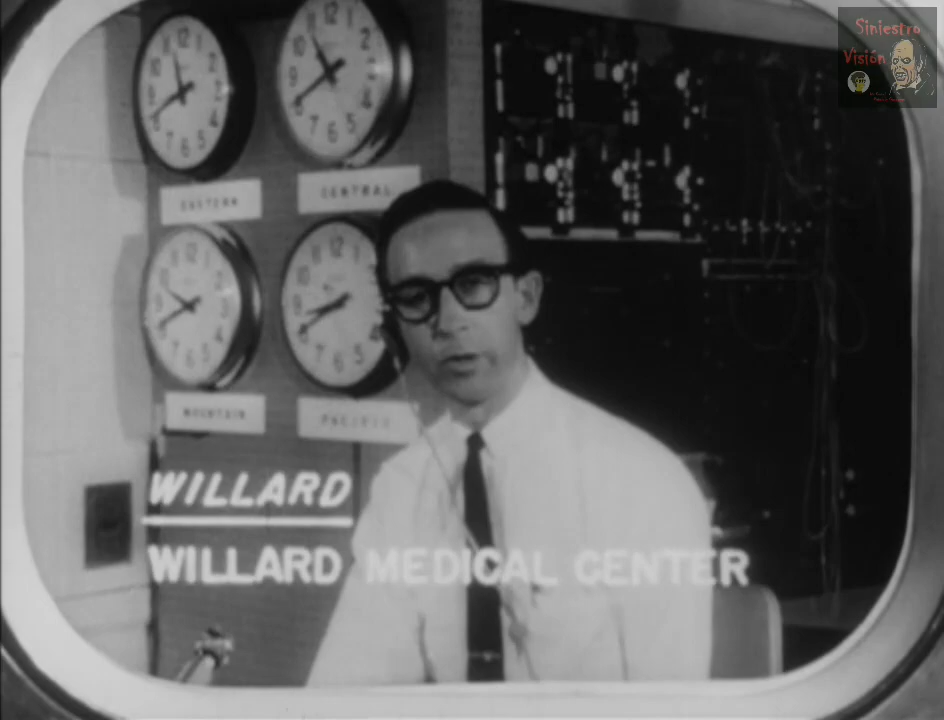 Siniestro
Visión
EASTERN
CENTRAL
MOUNTAIN
PACIFIC
WILLARD
WILLARD MEDICAL CENTER